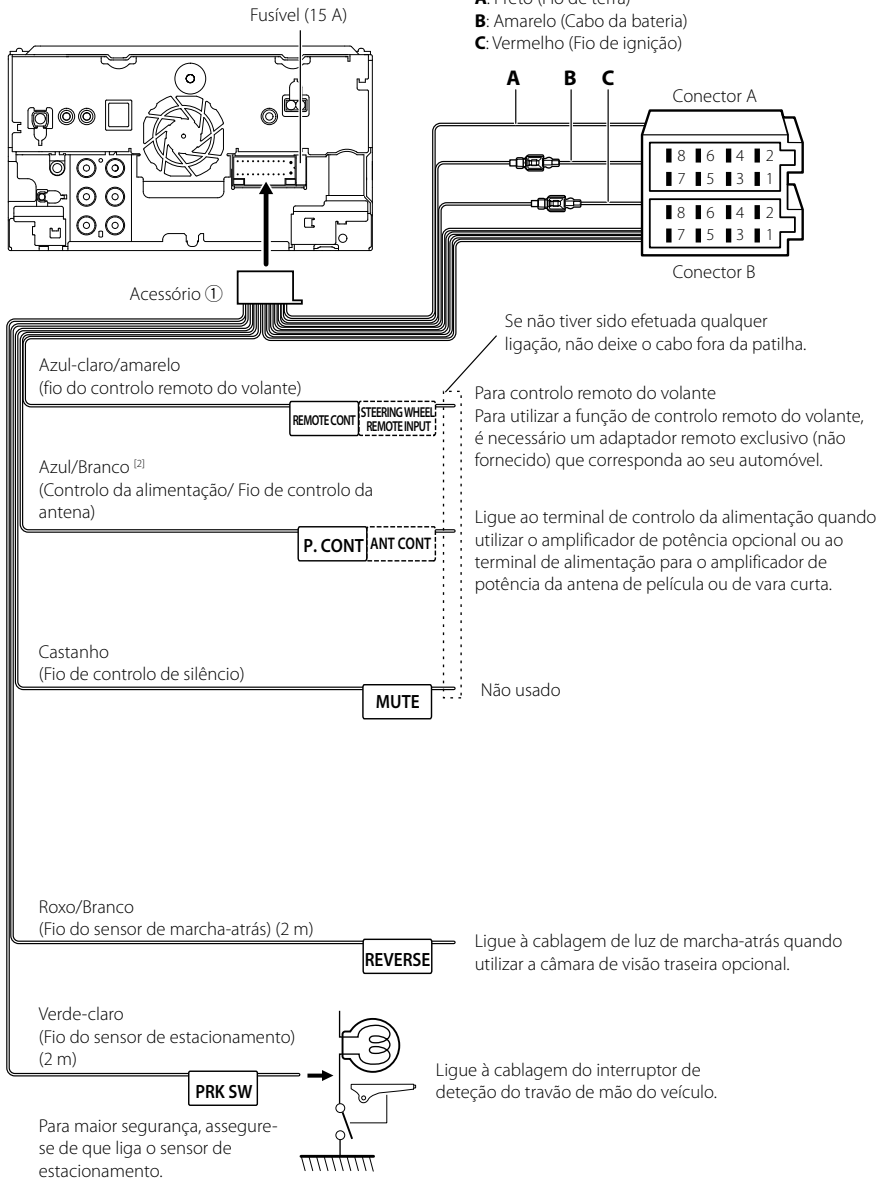 A: Preto (Fio de terra)
Fusível (15 A)
B: Amarelo (Cabo da bateria)
C: Vermelho (Fio de ignição)
A B C
Conector A
8 6 4 2
7 5 3 1
8 6 4 2
7 5 3 1
Conector B
Acessório ①
Se não tiver sido efetuada qualquer
ligação, não deixe o cabo fora da patilha.
Azul-claro/amarelo
(fio do controlo remoto do volante)
REMOTE CONT
STEERING WHEEL
REMOTE INPUT
Para controlo remoto do volante
Para utilizar a função de controlo remoto do volante,
é necessário um adaptador remoto exclusivo (não
fornecido) que corresponda ao seu automóvel.
Azul/Branco [2]
(Controlo da alimentação/ Fio de controlo da
antena)
P. CONT
ANT CONT
Ligue ao terminal de controlo da alimentação quando
utilizar o amplificador de potência opcional ou ao
terminal de alimentação para o amplificador de
potência da antena de película ou de vara curta.
Castanho
(Fio de controlo de silêncio)
MUTE
Não usado
Roxo/Branco
(Fio do sensor de marcha-atrás) (2 m)
REVERSE
Ligue à cablagem de luz de marcha-atrás quando
utilizar a câmara de visão traseira opcional.
Verde-claro
(Fio do sensor de estacionamento)
(2 m)
PRK SW
Ligue à cablagem do interruptor de
deteção do travão de mão do veículo.
Para maior segurança, assegure-
se de que liga o sensor de
estacionamento.